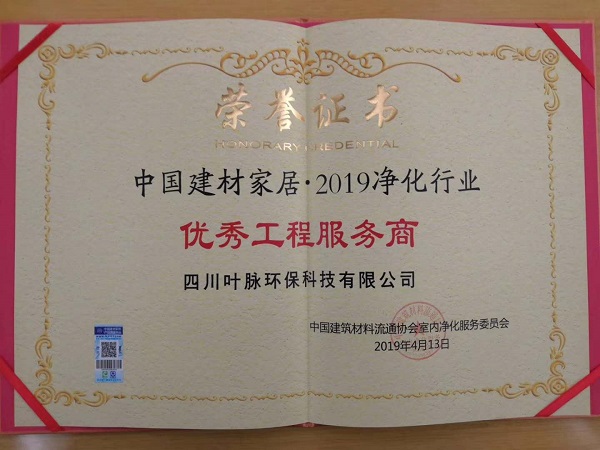 荣誉证书
HONORARY CREDENTIAL
中国建材家居·2019净化行业
优秀工程服务商
四川叶脉环保科技有限公司
中国建筑材料流通协会室内净化服务委员会
2019年4月13日